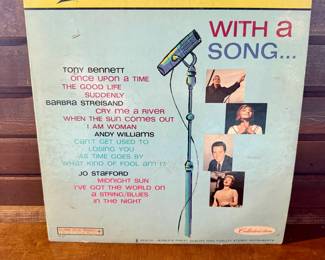 WITH a
SONG...
TONY BENNETT
ONCE UPON A TIME
THE GOOD LIFE
SUDDENLY
BARBRA STREISAND
CRY ME A RIVER
WHEN THE SUN COMES OUT
I AM WOMAN
ANDY WILLIAMS
CAN'T GET USED TO
LOSING YOU
AS TIME GOES BY
WHAT KIND OF FOOL AM I?
JO STAFFORD
MIDNIGHT SUN
I'VE GOT THE WORLD ON
A STRING/BLUES
IN THE NIGHT